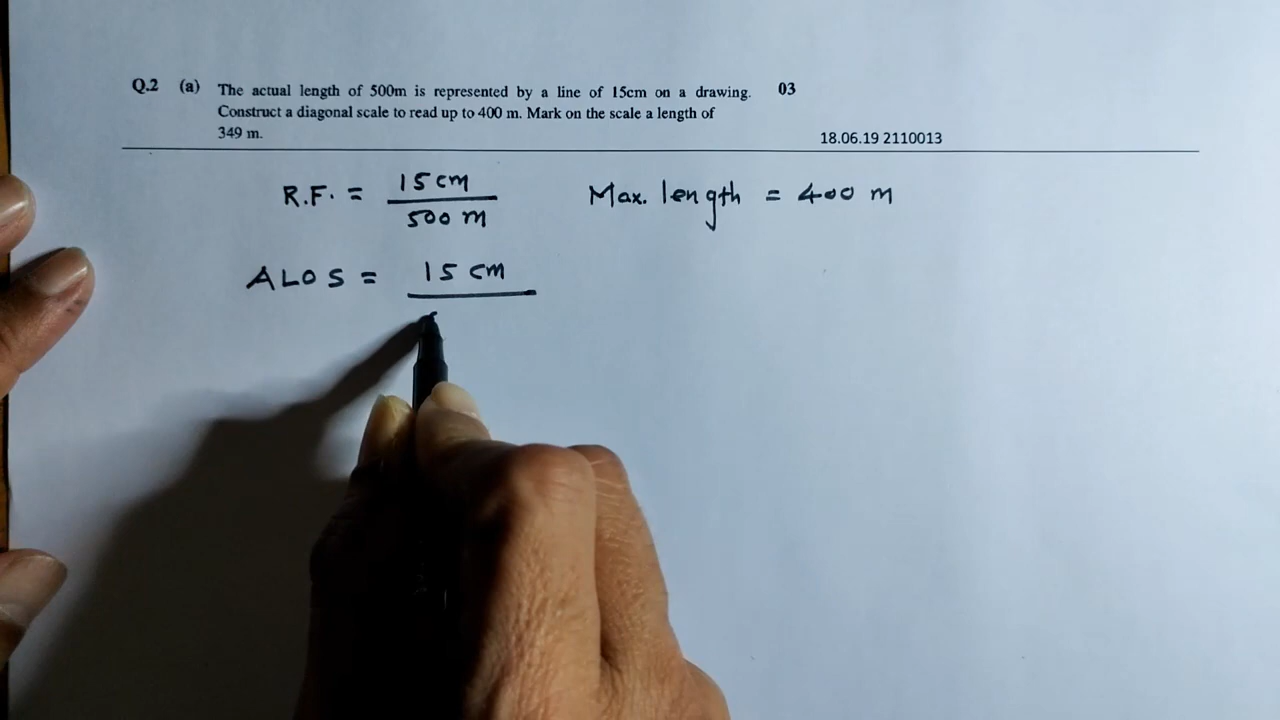 Q.2 (a) The actual length of 500m is represented by a line of 15cm on a drawing. 03
Construct a diagonal scale to read up to 400 m. Mark on the scale a length of
349 m.
18.06.19 2110013
R.F. = 15 cm / 500 m Max. length = 400 m
ALOS = 15 cm